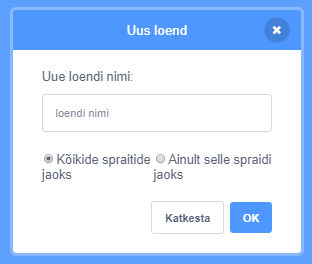 Uus loend
Uue loendi nimi:
loendi nimi
Kõikide spraitide jaoks
Ainult selle spraidi jaoks
Katkesta OK